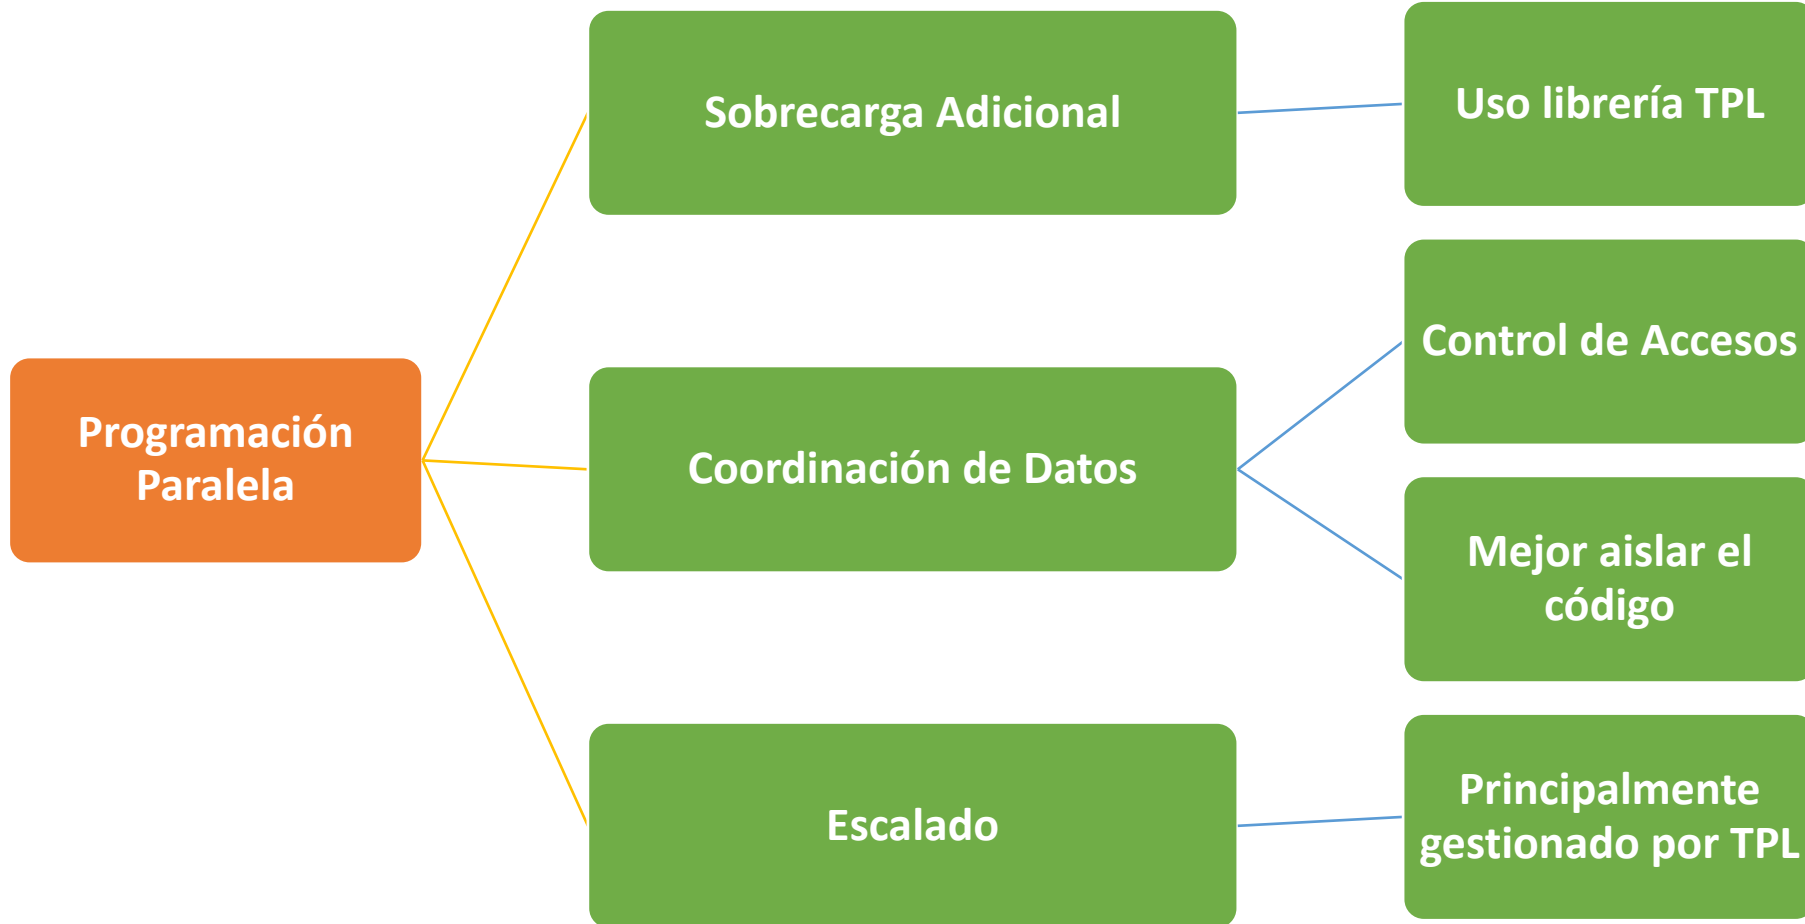 Programación
Paralela
Sobrecarga Adicional
Uso librería TPL
Coordinación de Datos
Control de Accesos
Mejor aislar el
código
Escalado
Principalmente
gestionado por TPL